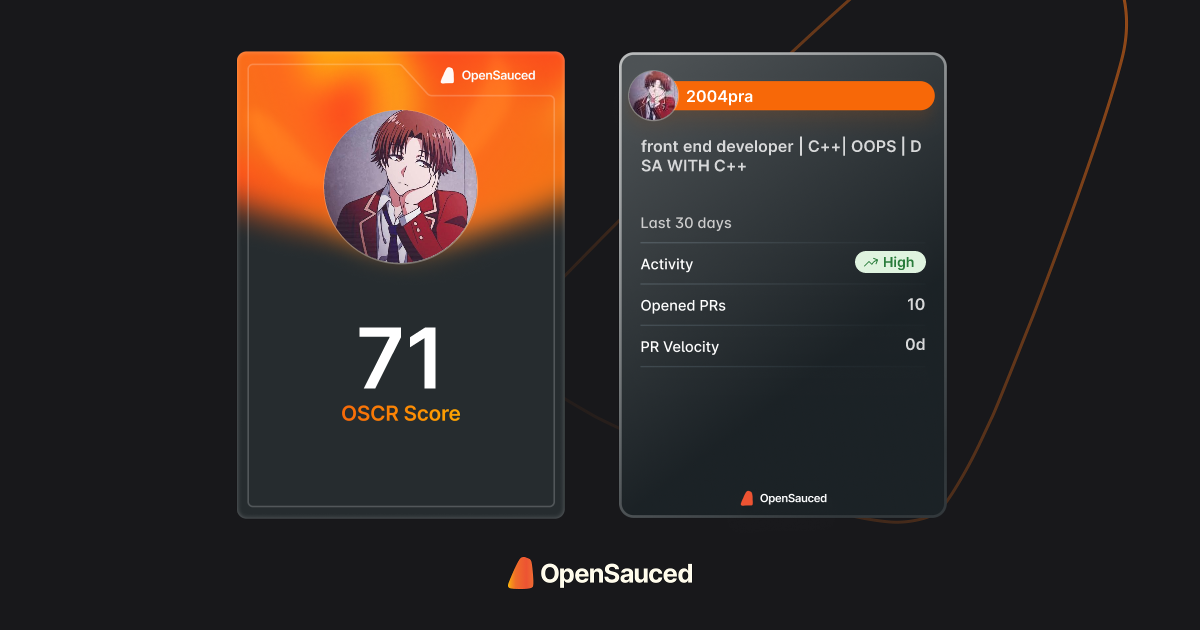 OpenSauced
71
OSCR Score
2004pra
front end developer | C++| OOPS | D
SA WITH C++
Last 30 days
Activity
High
Opened PRs
10
PR Velocity
0d
OpenSauced
OpenSauced